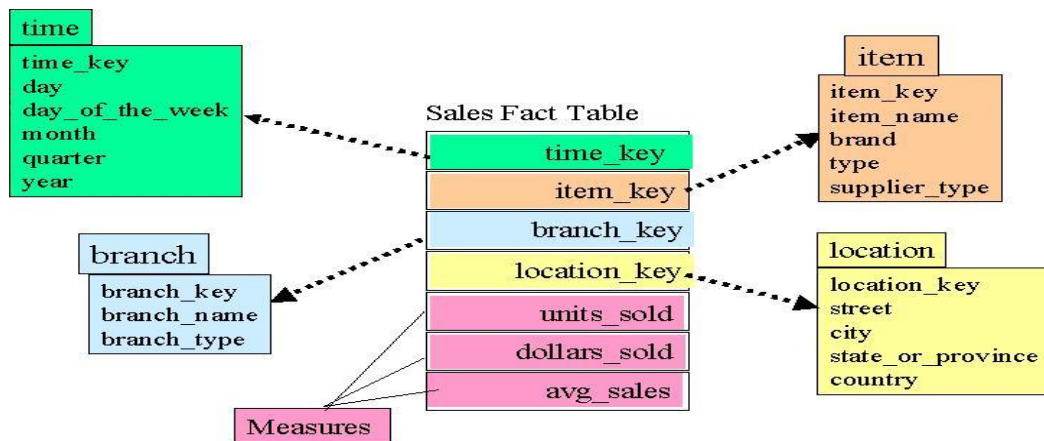 time
time_key
day
day_of_the_week
month
quarter
year
item
item_key
item_name
brand
type
supplier_type
Sales Fact Table
time_key
item_key
branch_key
location_key
units_sold
dollars_sold
avg_sales
branch
branch_key
branch_name
branch_type
location
location_key
street
city
state_or_province
country
Measures